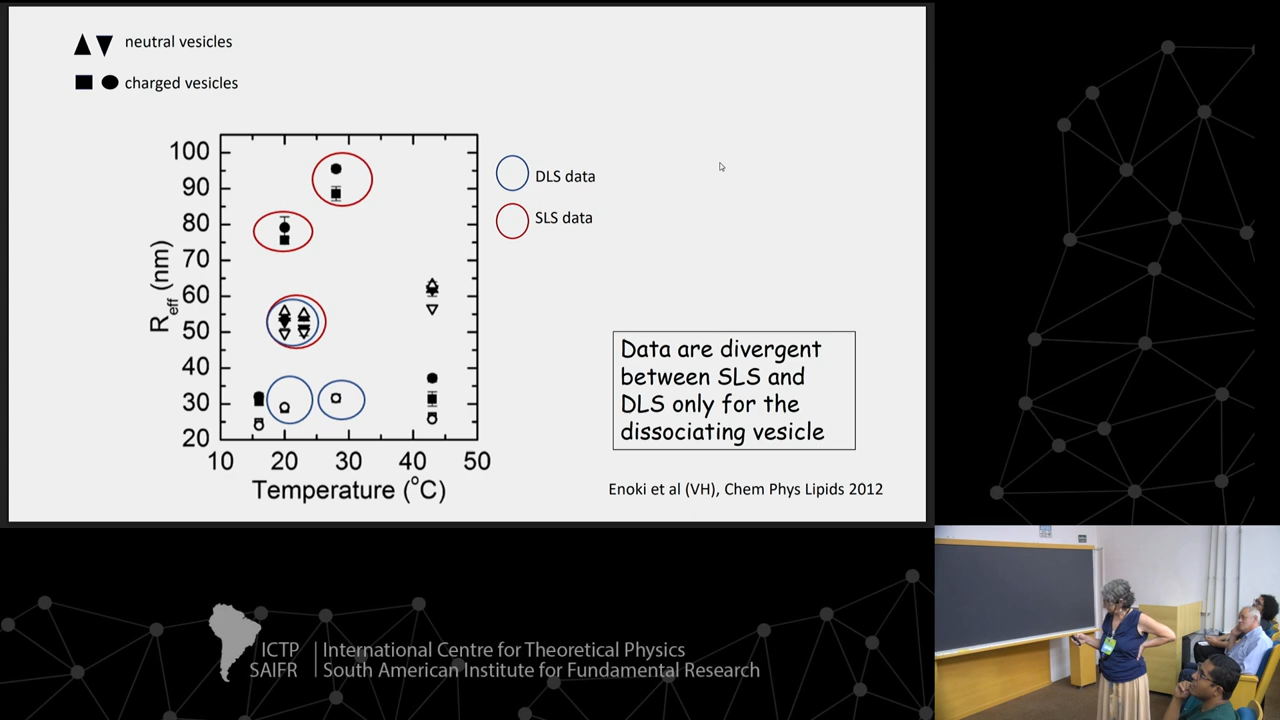 neutral vesicles
charged vesicles
100
90
80
70
60
50
40
30
20
R_eff (nm)
10 20 30 40 50
Temperature (°C)
DLS data
SLS data
Data are divergent
between SLS and
DLS only for the
dissociating vesicle
Enoki et al (VH), Chem Phys Lipids 2012
ICTP
SAIFR
International Centre for Theoretical Physics
South American Institute for Fundamental Research